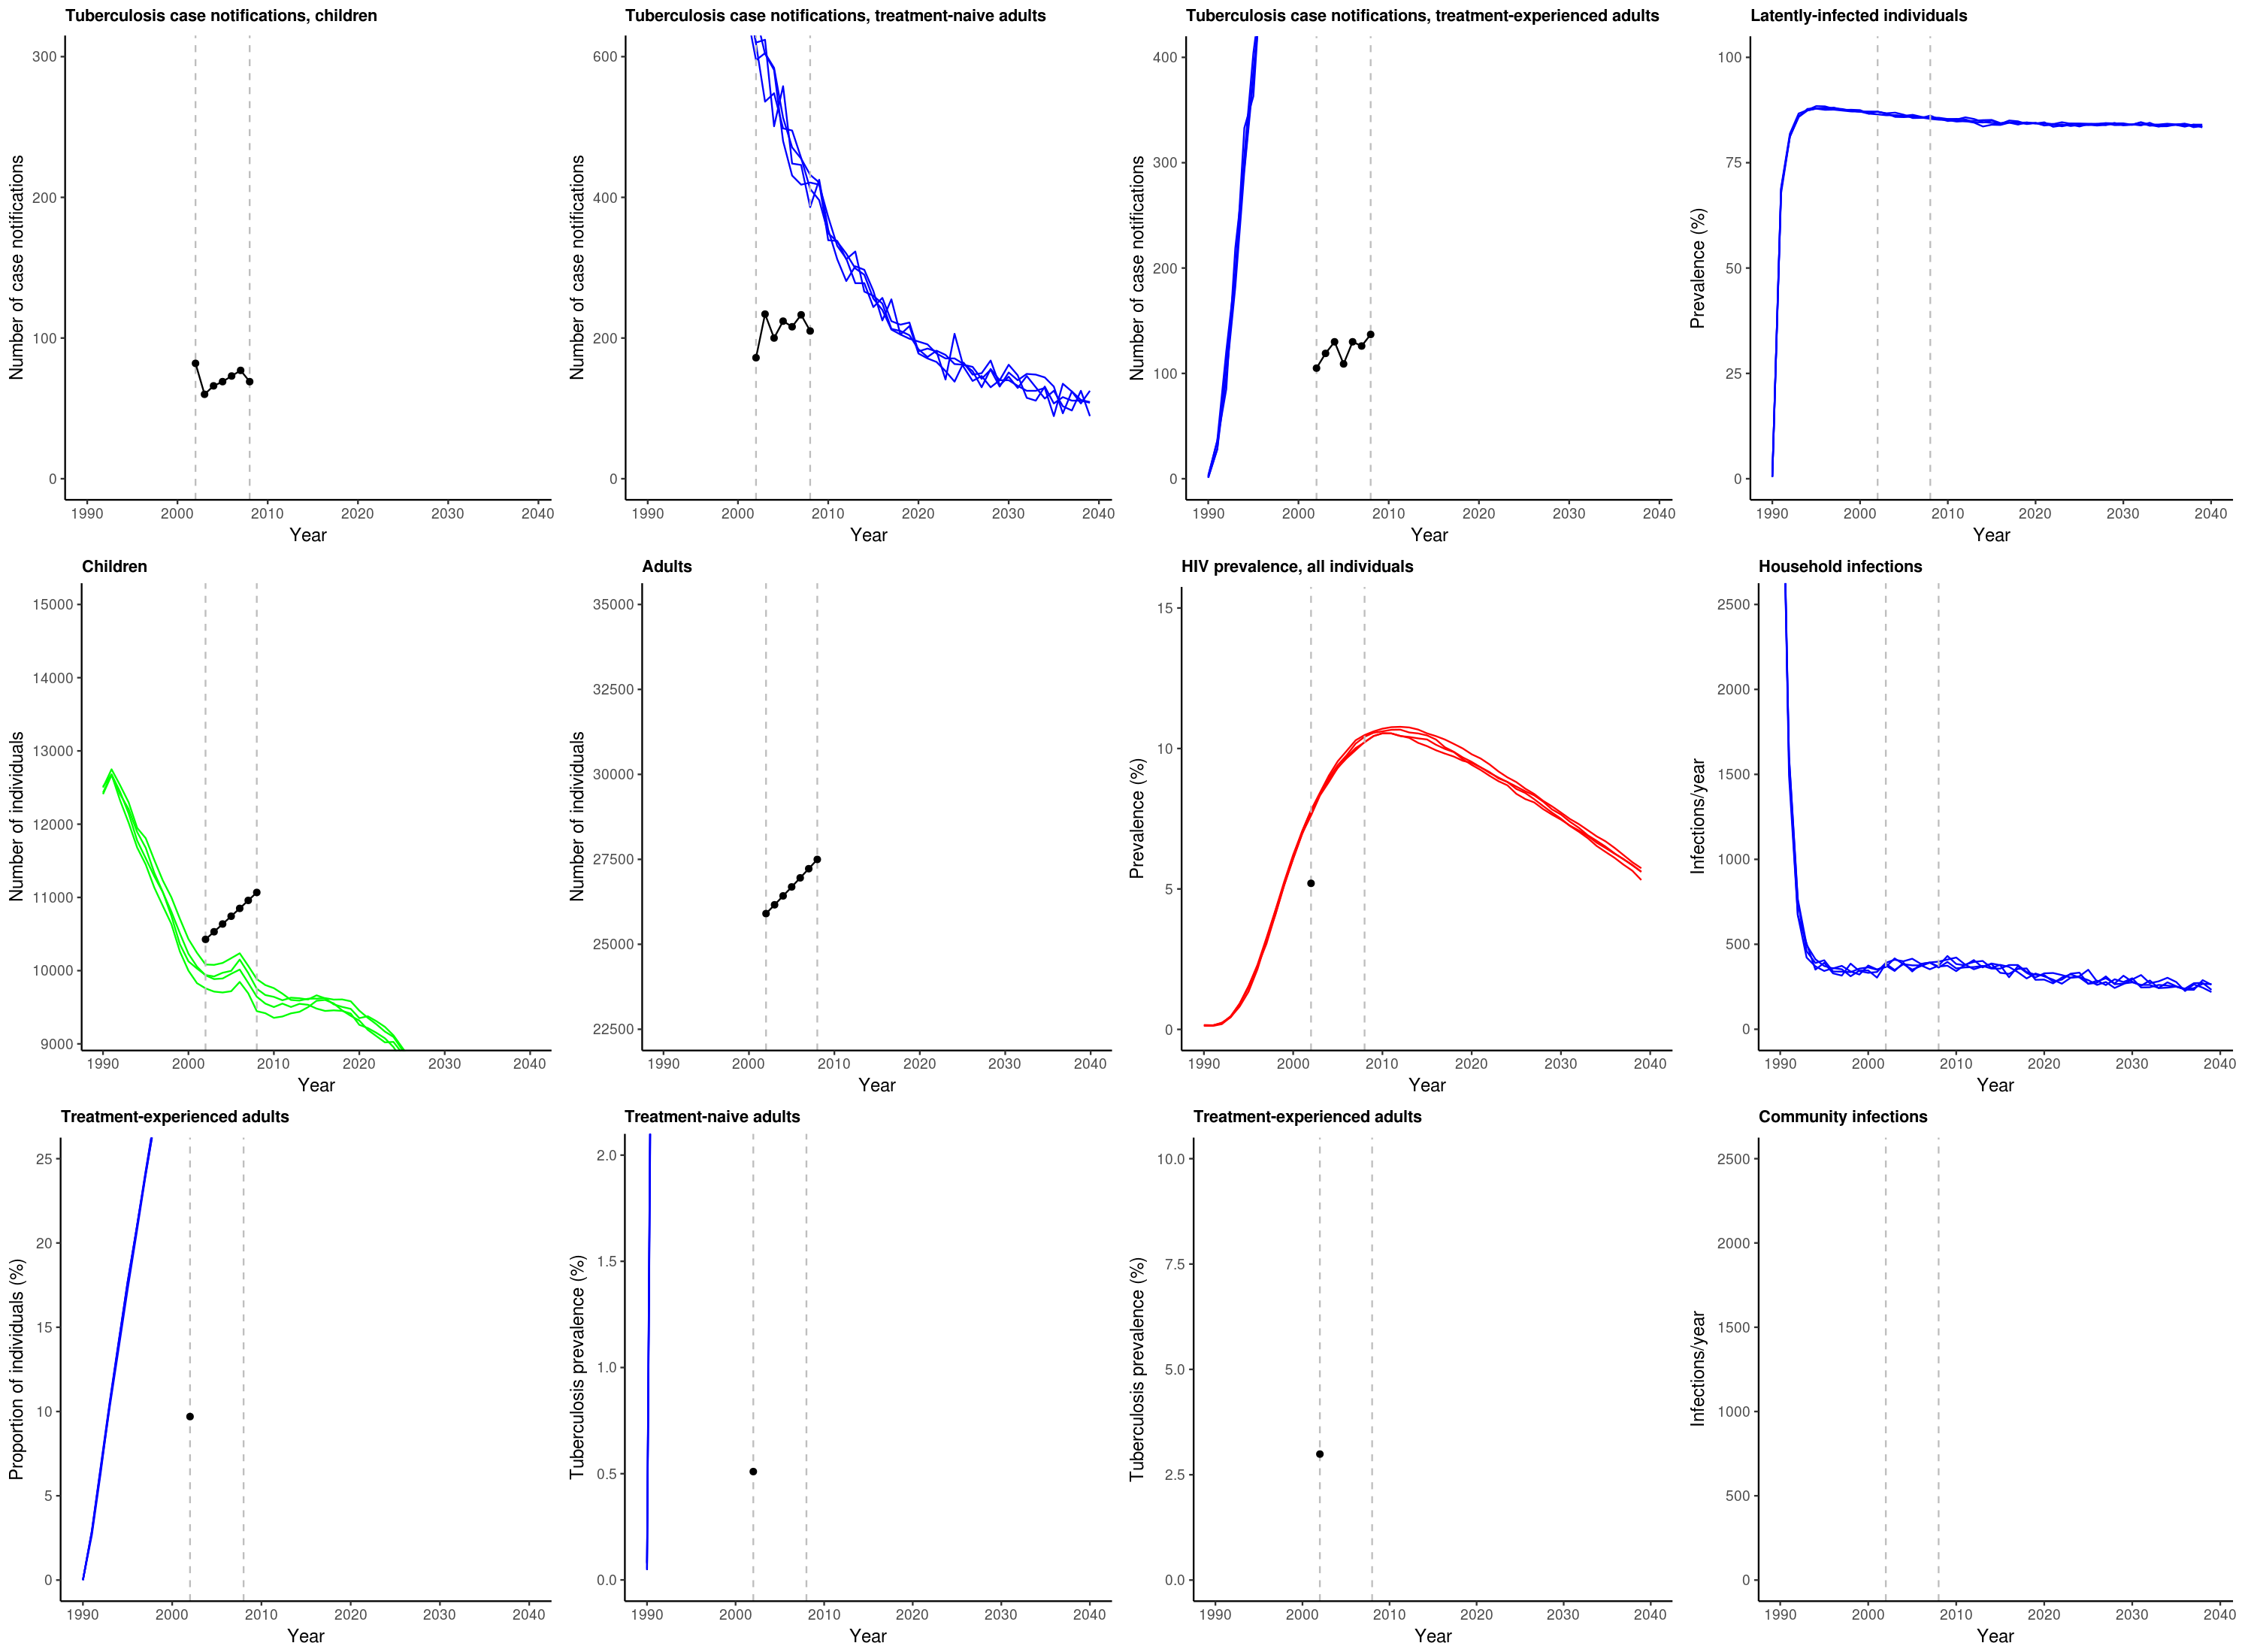 Tuberculosis case notifications, children
Number of case notifications
300
200
100
0
1990 2000 2010 2020 2030 2040
Year
Tuberculosis case notifications, treatment-naive adults
Number of case notifications
600
400
200
0
1990 2000 2010 2020 2030 2040
Year
Tuberculosis case notifications, treatment-experienced adults
Number of case notifications
400
300
200
100
0
1990 2000 2010 2020 2030 2040
Year
Latently-infected individuals
Prevalence (%)
100
75
50
25
0
1990 2000 2010 2020 2030 2040
Year
Children
Number of individuals
15000
14000
13000
12000
11000
10000
9000
1990 2000 2010 2020 2030 2040
Year
Adults
Number of individuals
35000
32500
30000
27500
25000
22500
1990 2000 2010 2020 2030 2040
Year
HIV prevalence, all individuals
Prevalence (%)
15
10
5
0
1990 2000 2010 2020 2030 2040
Year
Household infections
Infections/year
2500
2000
1500
1000
500
0
1990 2000 2010 2020 2030 2040
Year
Treatment-experienced adults
Proportion of individuals (%)
25
20
15
10
5
0
1990 2000 2010 2020 2030 2040
Year
Treatment-naive adults
Tuberculosis prevalence (%)
2.0
1.5
1.0
0.5
0.0
1990 2000 2010 2020 2030 2040
Year
Treatment-experienced adults
Tuberculosis prevalence (%)
10.0
7.5
5.0
2.5
0.0
1990 2000 2010 2020 2030 2040
Year
Community infections
Infections/year
2500
2000
1500
1000
500
0
1990 2000 2010 2020 2030 2040
Year